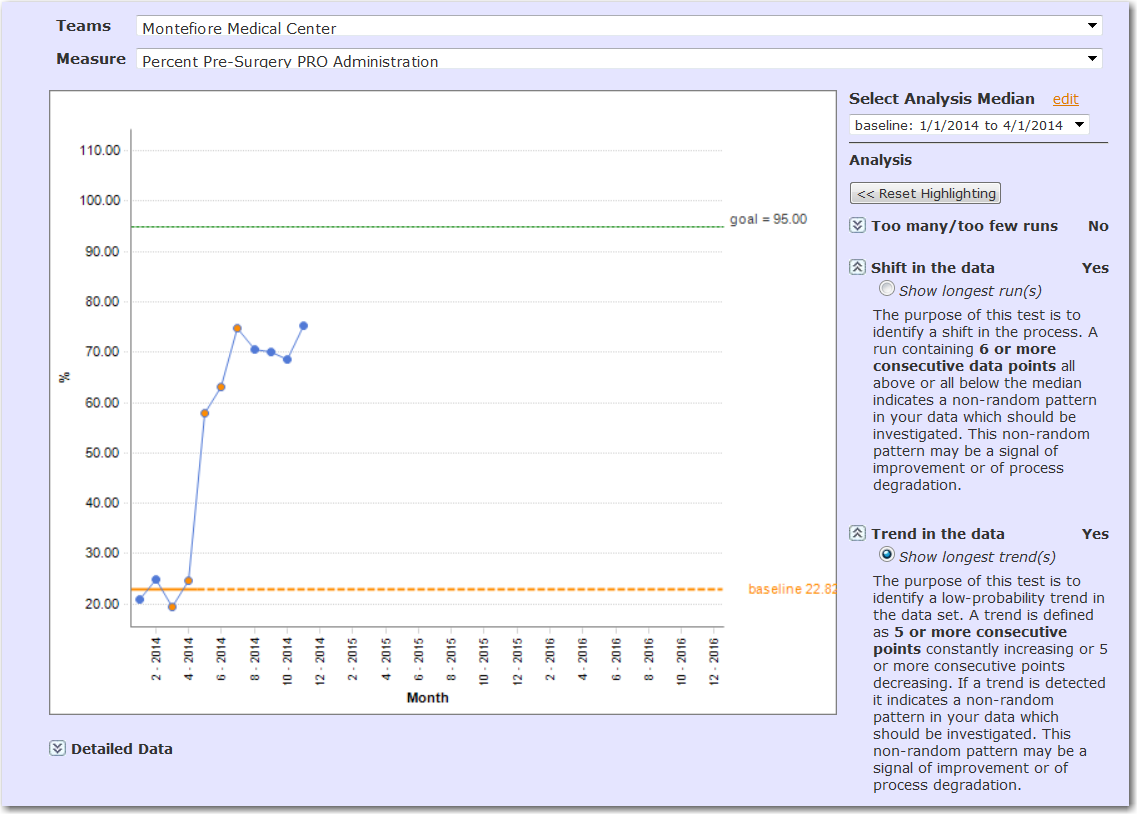 Teams
Montefiore Medical Center
Measure
Percent Pre-Surgery PRO Administration
110.00
100.00
90.00
80.00
70.00
60.00
50.00
40.00
30.00
20.00
%
goal = 95.00
baseline 22.82
2 - 2014
4 - 2014
6 - 2014
8 - 2014
10 - 2014
12 - 2014
2 - 2015
4 - 2015
6 - 2015
8 - 2015
10 - 2015
12 - 2015
2 - 2016
4 - 2016
6 - 2016
8 - 2016
10 - 2016
12 - 2016
Month
Detailed Data
Select Analysis Median edit
baseline: 1/1/2014 to 4/1/2014
Analysis
<< Reset Highlighting
Too many/too few runs No
Shift in the data Yes
Show longest run(s)
The purpose of this test is to
identify a shift in the process. A
run containing 6 or more
consecutive data points all
above or all below the median
indicates a non-random pattern
in your data which should be
investigated. This non-random
pattern may be a signal of
improvement or of process
degradation.
Trend in the data Yes
Show longest trend(s)
The purpose of this test is to
identify a low-probability trend in
the data set. A trend is defined
as 5 or more consecutive
points constantly increasing or 5
or more consecutive points
decreasing. If a trend is detected
it indicates a non-random
pattern in your data which
should be investigated. This
non-random pattern may be a
signal of improvement or of
process degradation.